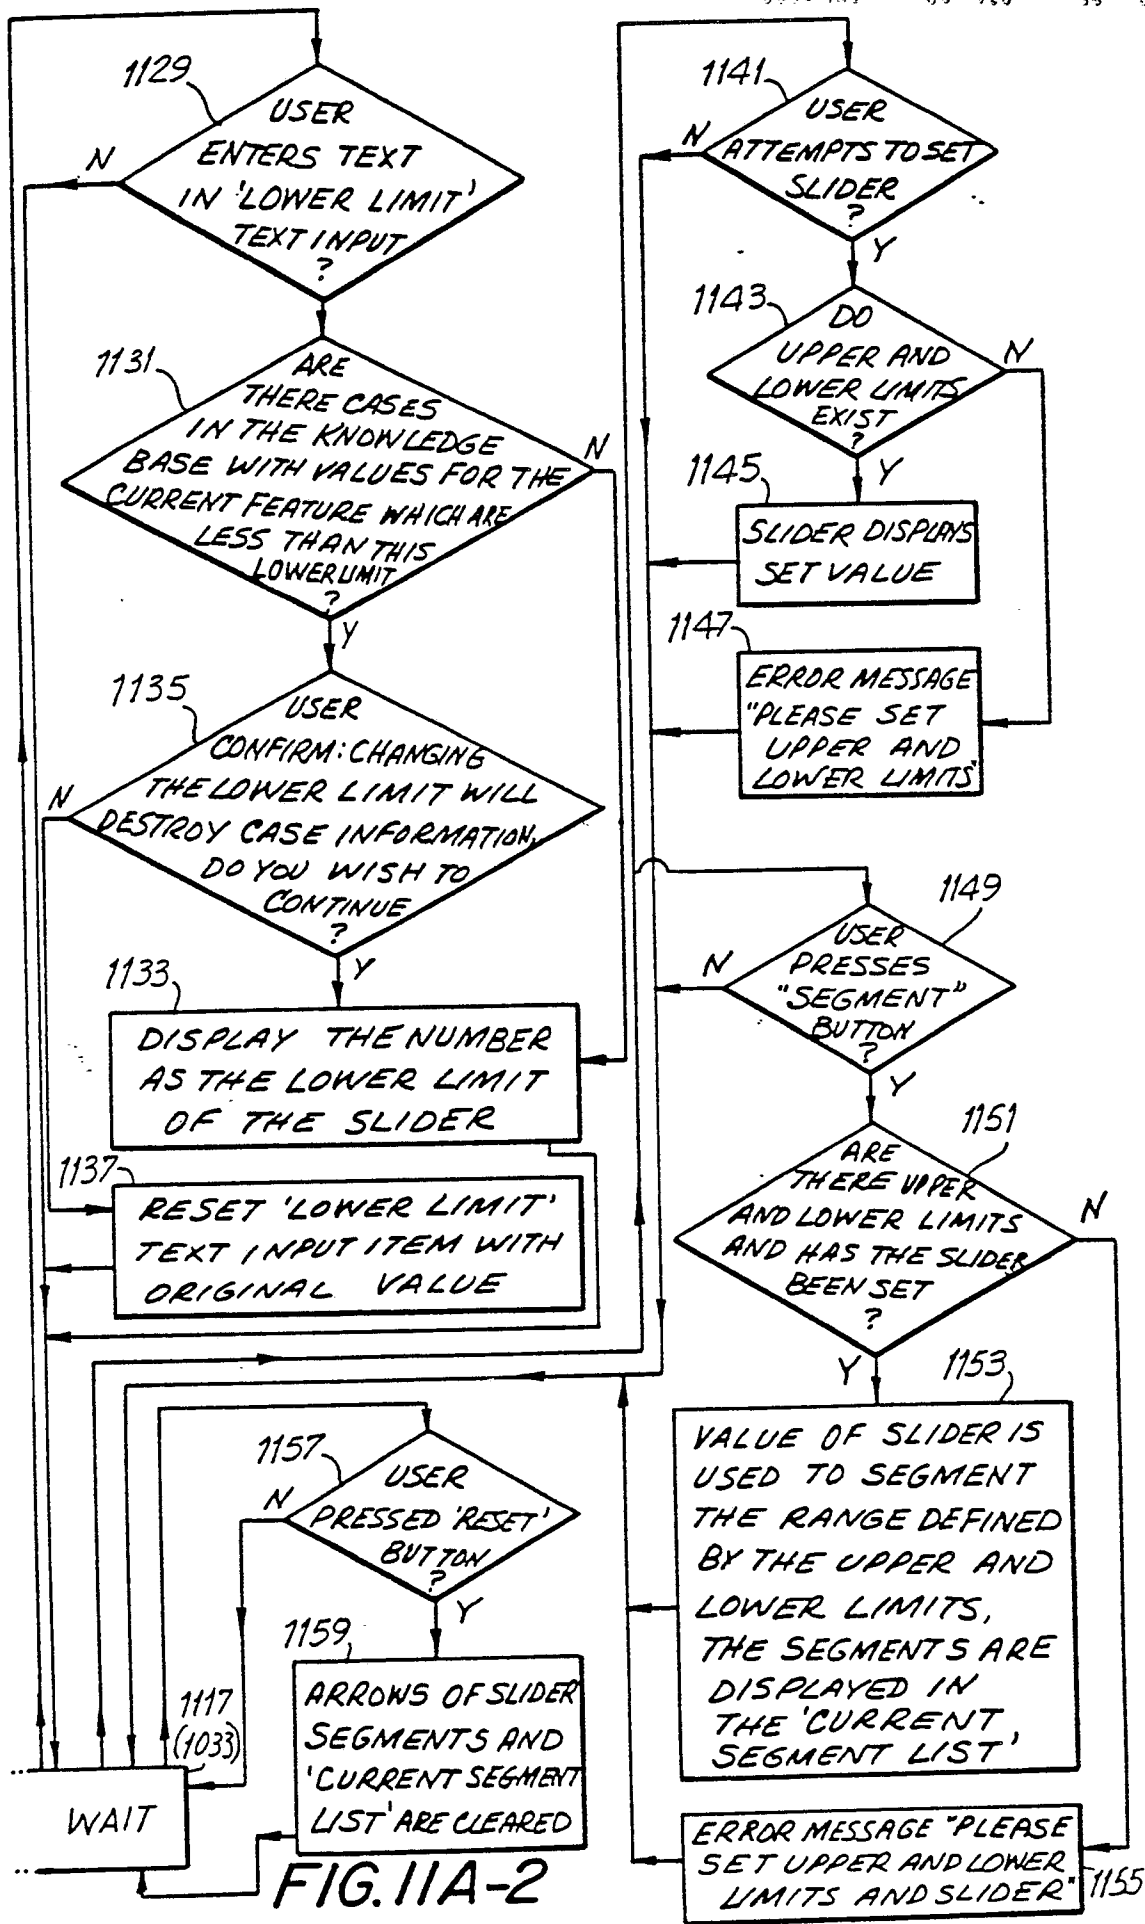 1129
USER
ENTERS TEXT
IN 'LOWER LIMIT'
TEXT INPUT
?
N
1131
ARE
THERE CASES
IN THE KNOWLEDGE
BASE WITH VALUES FOR THE
CURRENT FEATURE WHICH ARE
LESS THAN THIS
LOWER LIMIT
?
N
Y
1135
USER
CONFIRM: CHANGING
THE LOWER LIMIT WILL
DESTROY CASE INFORMATION,
DO YOU WISH TO
CONTINUE
?
N
Y
1133
DISPLAY THE NUMBER
AS THE LOWER LIMIT
OF THE SLIDER
1137
RESET 'LOWER LIMIT'
TEXT INPUT ITEM WITH
ORIGINAL VALUE
1141
USER
ATTEMPTS TO SET
SLIDER
?
N
Y
1143
DO
UPPER AND
LOWER LIMITS
EXIST
?
N
Y
1145
SLIDER DISPLAYS
SET VALUE
1147
ERROR MESSAGE
"PLEASE SET
UPPER AND
LOWER LIMITS"
1149
USER
PRESSES
"SEGMENT"
BUTTON
?
N
Y
1151
ARE
THERE UPPER
AND LOWER LIMITS
AND HAS THE SLIDER
BEEN SET
?
N
Y
1153
VALUE OF SLIDER IS
USED TO SEGMENT
THE RANGE DEFINED
BY THE UPPER AND
LOWER LIMITS,
THE SEGMENTS ARE
DISPLAYED IN
THE 'CURRENT,
SEGMENT LIST'
ERROR MESSAGE "PLEASE
SET UPPER AND LOWER
LIMITS AND SLIDER"
1155
1157
USER
PRESSED 'RESET'
BUTTON
?
N
Y
1159
ARROWS OF SLIDER
SEGMENTS AND
'CURRENT SEGMENT
LIST' ARE CLEARED
1117
(1033)
WAIT
FIG. 11A-2